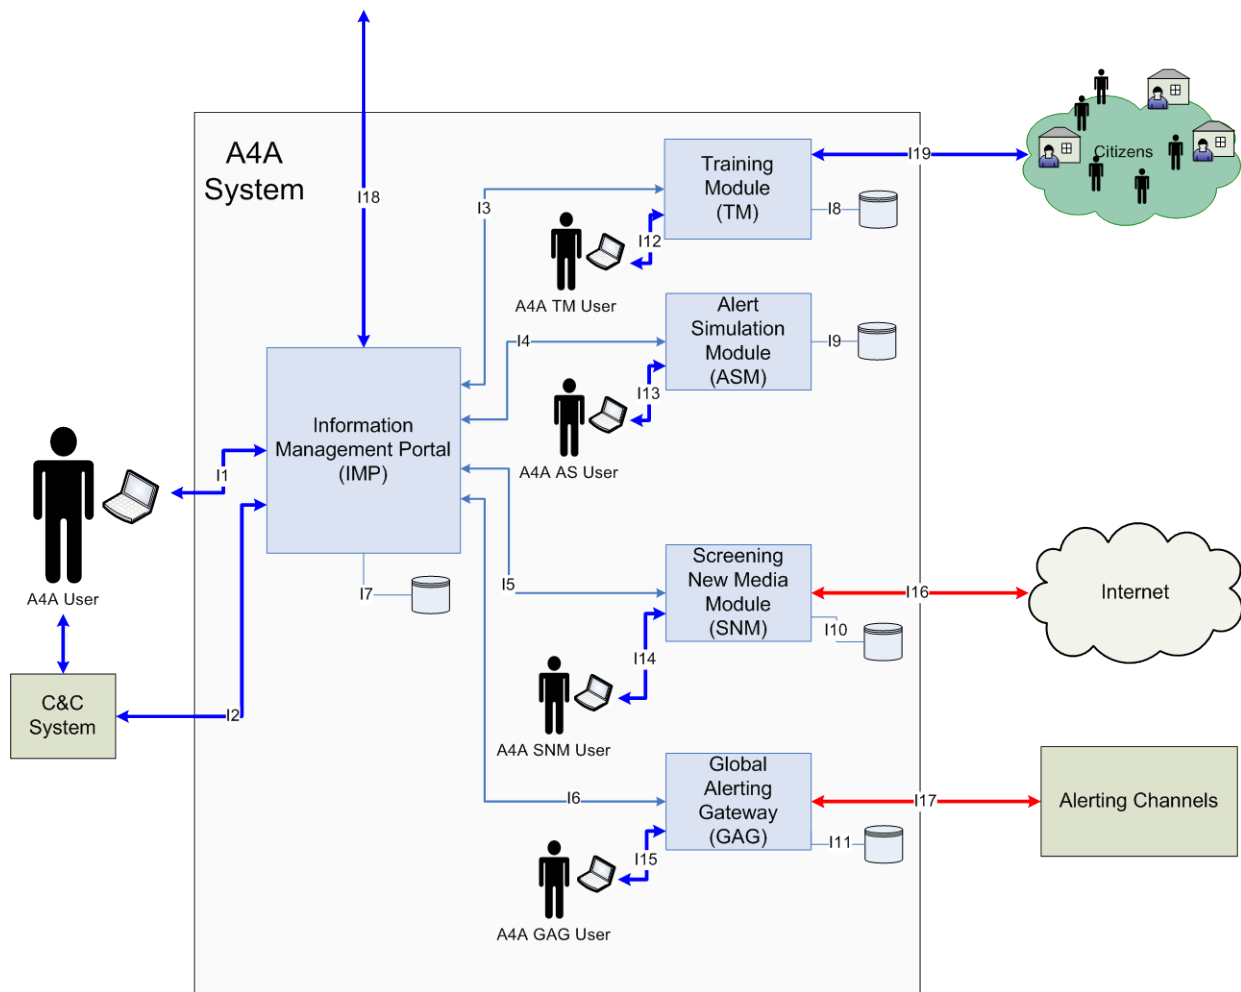 A4A
System
I18
I3
Training
Module
(TM)
I19
Citizens
I8
I12
A4A TM User
I4
Alert
Simulation
Module
(ASM)
I9
I13
A4A AS User
Information
Management Portal
(IMP)
I1
A4A User
I7
I5
Screening
New Media
Module
(SNM)
I16
Internet
I10
I14
A4A SNM User
C&C
System
I2
I6
Global
Alerting
Gateway
(GAG)
I17
Alerting Channels
I11
I15
A4A GAG User